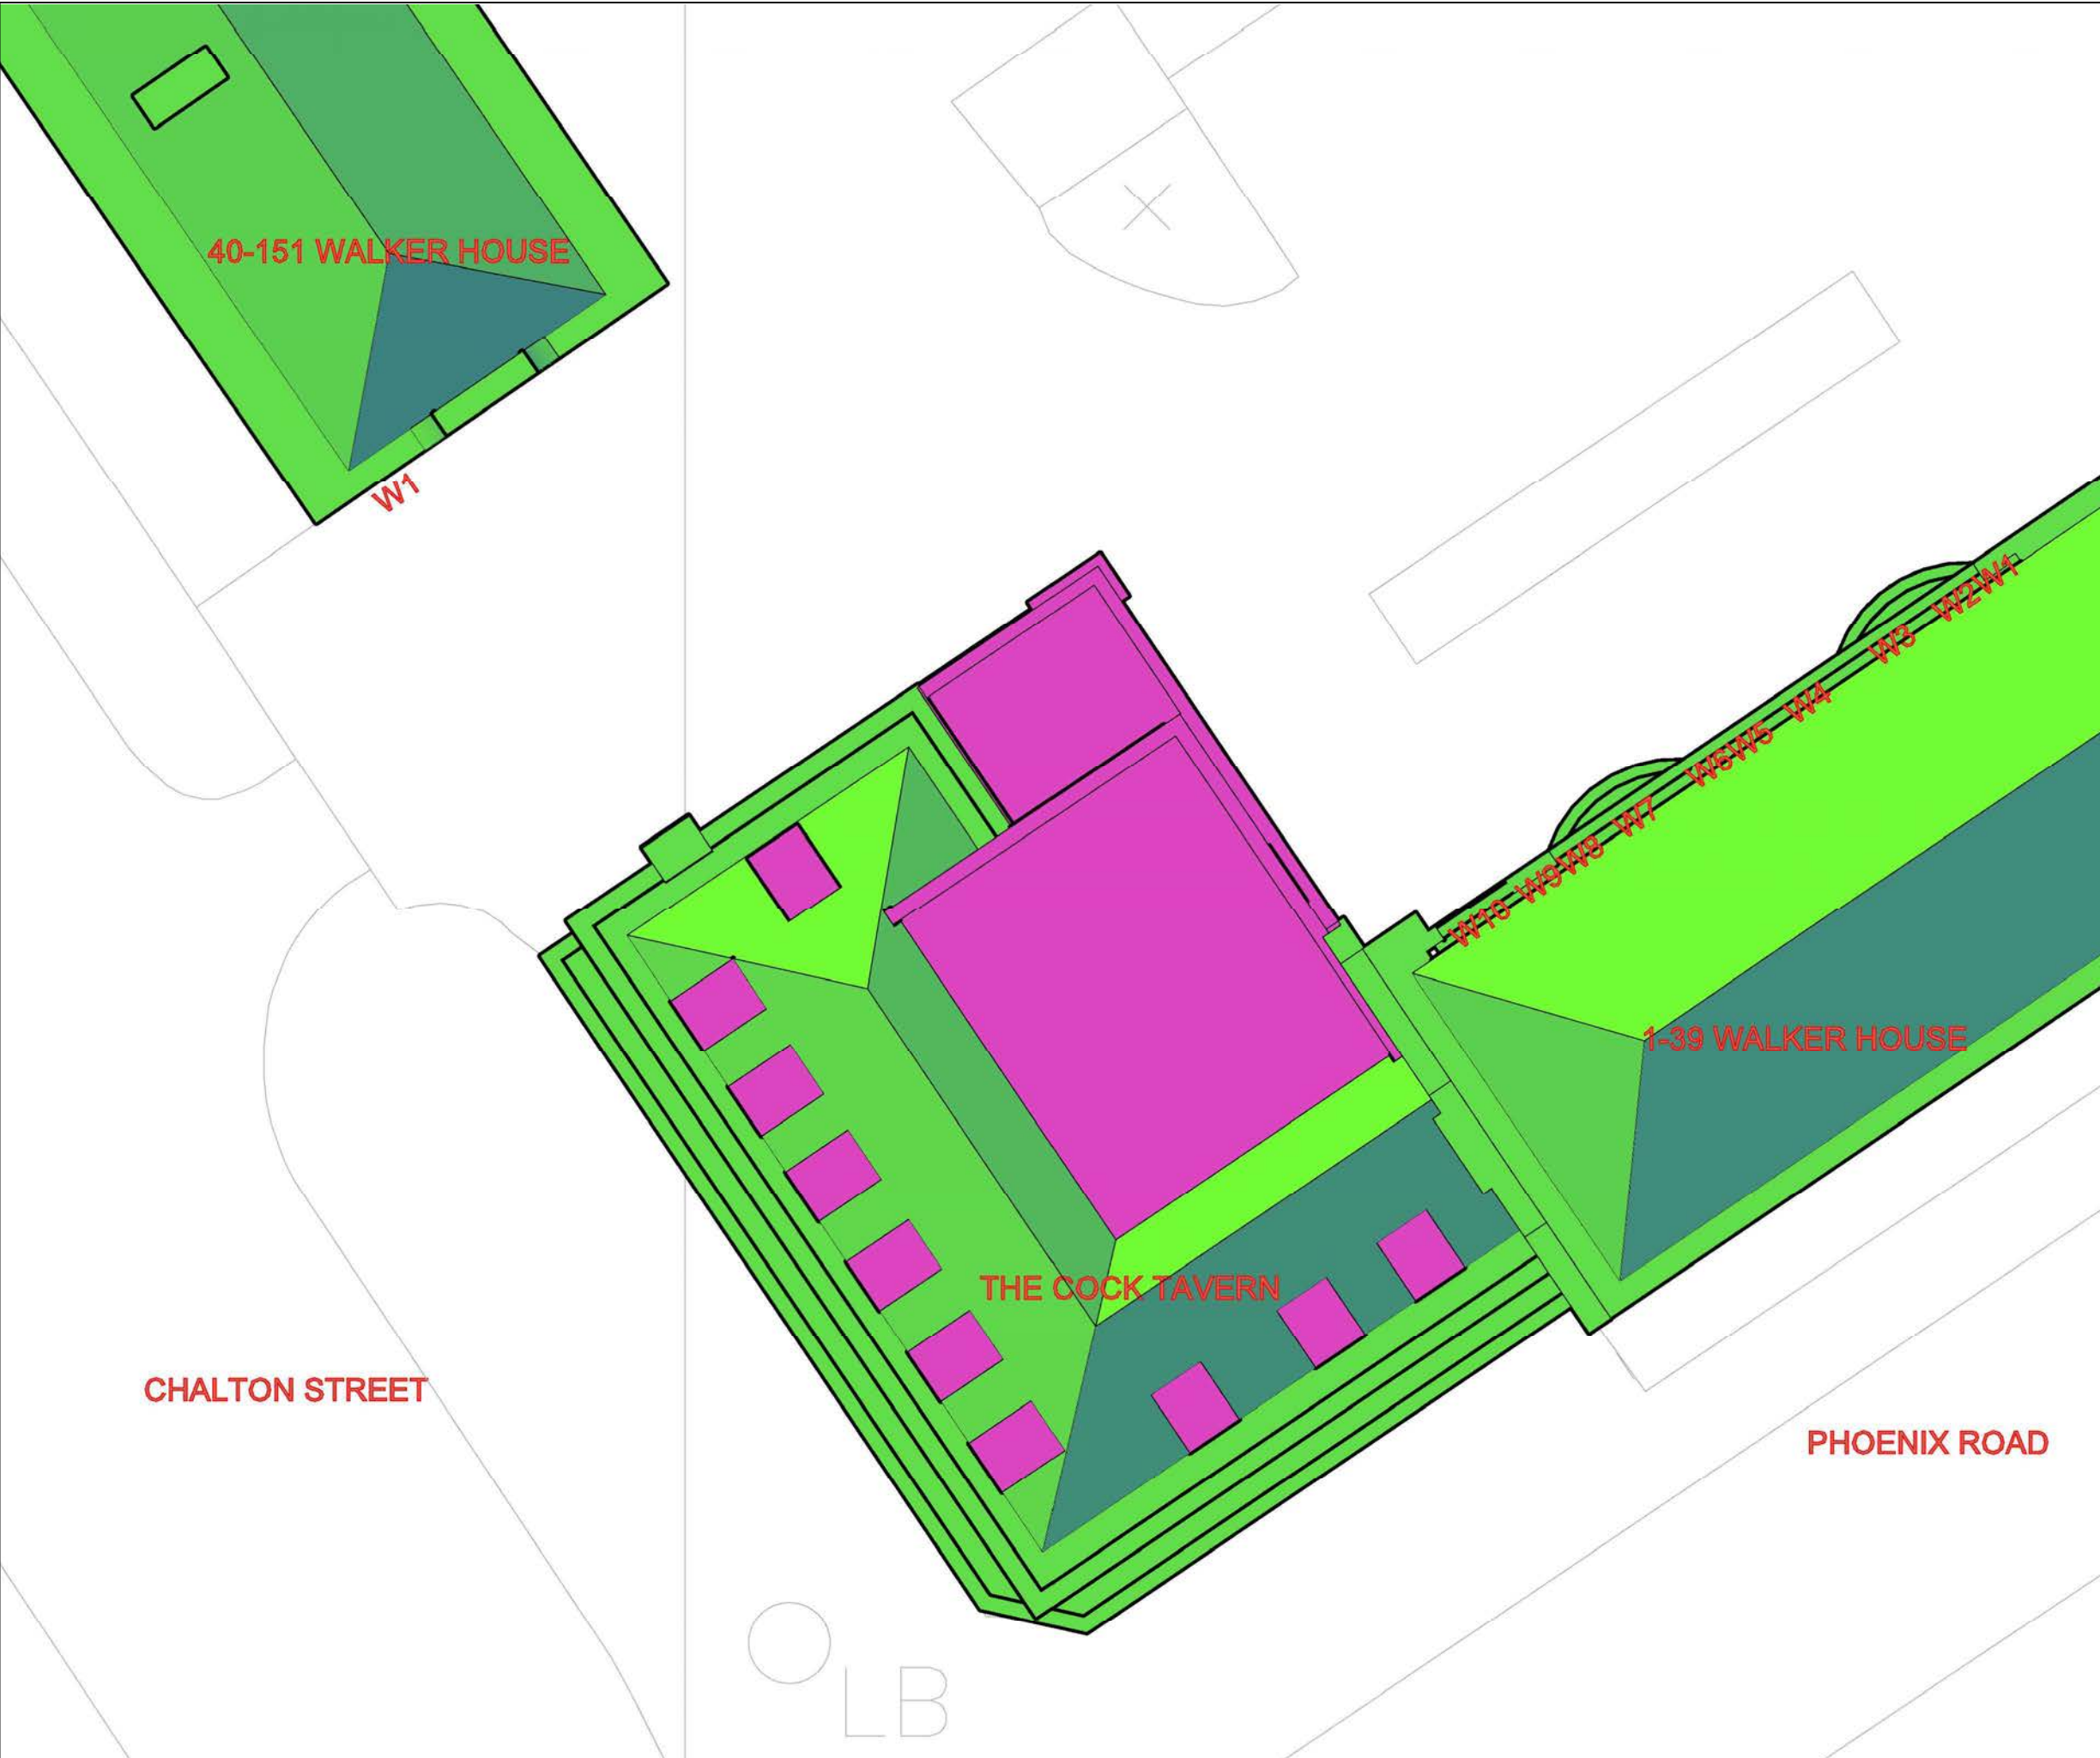 40-151 WALKER HOUSE
W1
W2W1
W3
W4
W6W5
W7
W9W8
W10
1-39 WALKER HOUSE
THE COCK TAVERN
CHALTON STREET
PHOENIX ROAD
LB